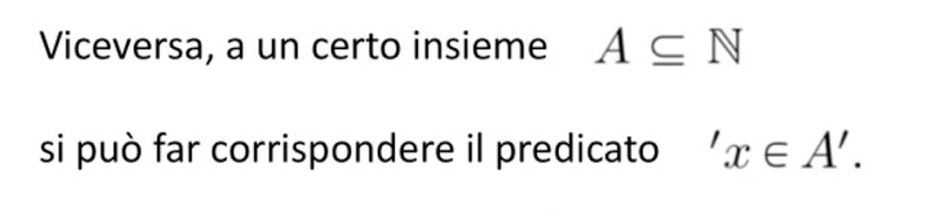 Viceversa, a un certo insieme A ⊆ ℕ
si può far corrispondere il predicato ′x ∈ A′.